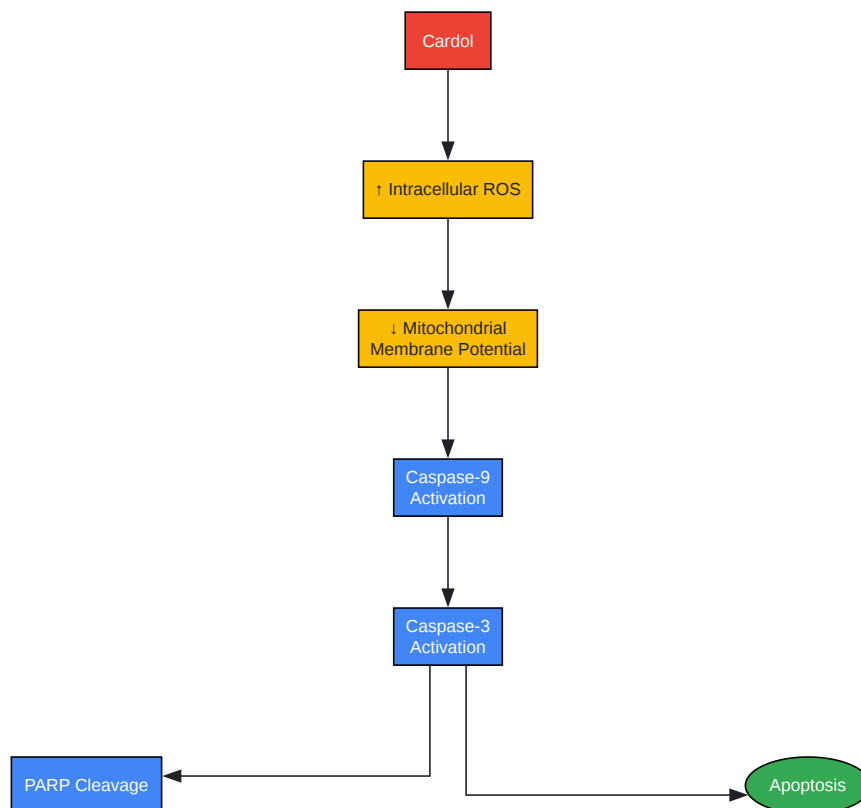 Cardol
↑ Intracellular ROS
↓ Mitochondrial
Membrane Potential
Caspase-9
Activation
Caspase-3
Activation
PARP Cleavage
Apoptosis